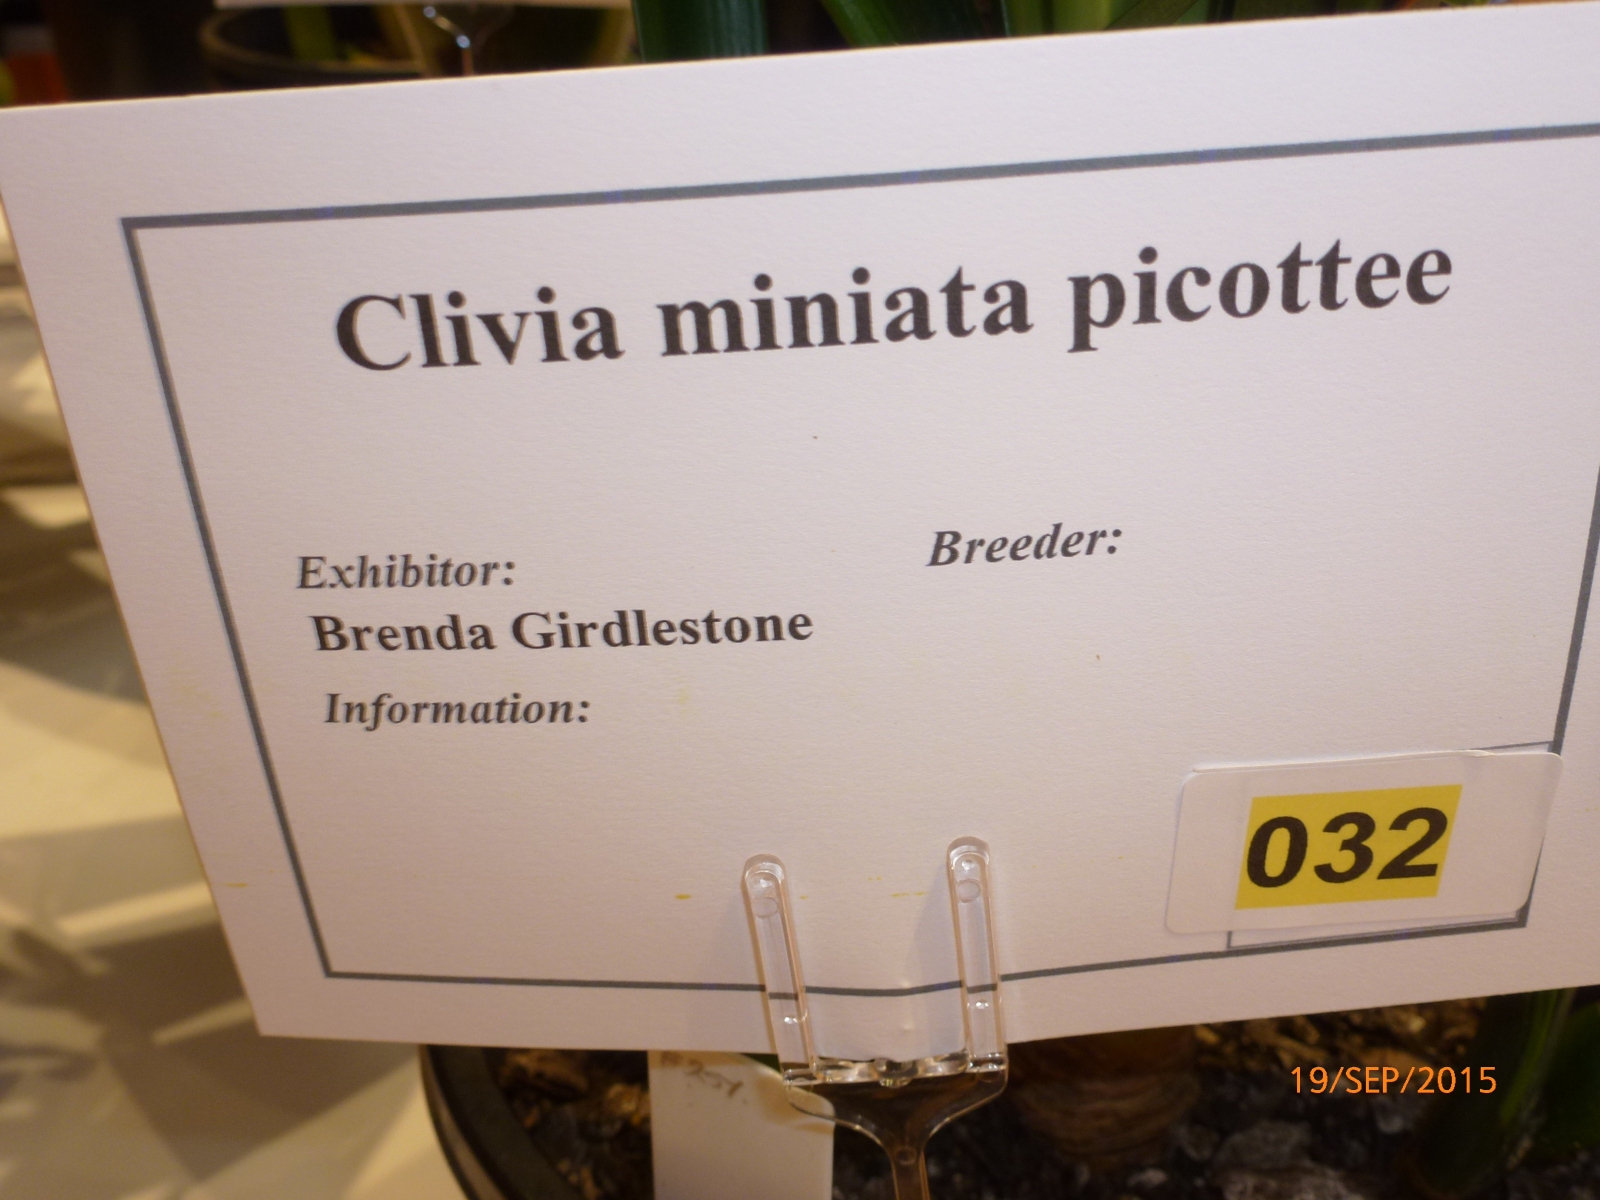 Clivia miniata picottee
Exhibitor:
Breeder:
Brenda Girdlestone
Information:
032
19/SEP/2015